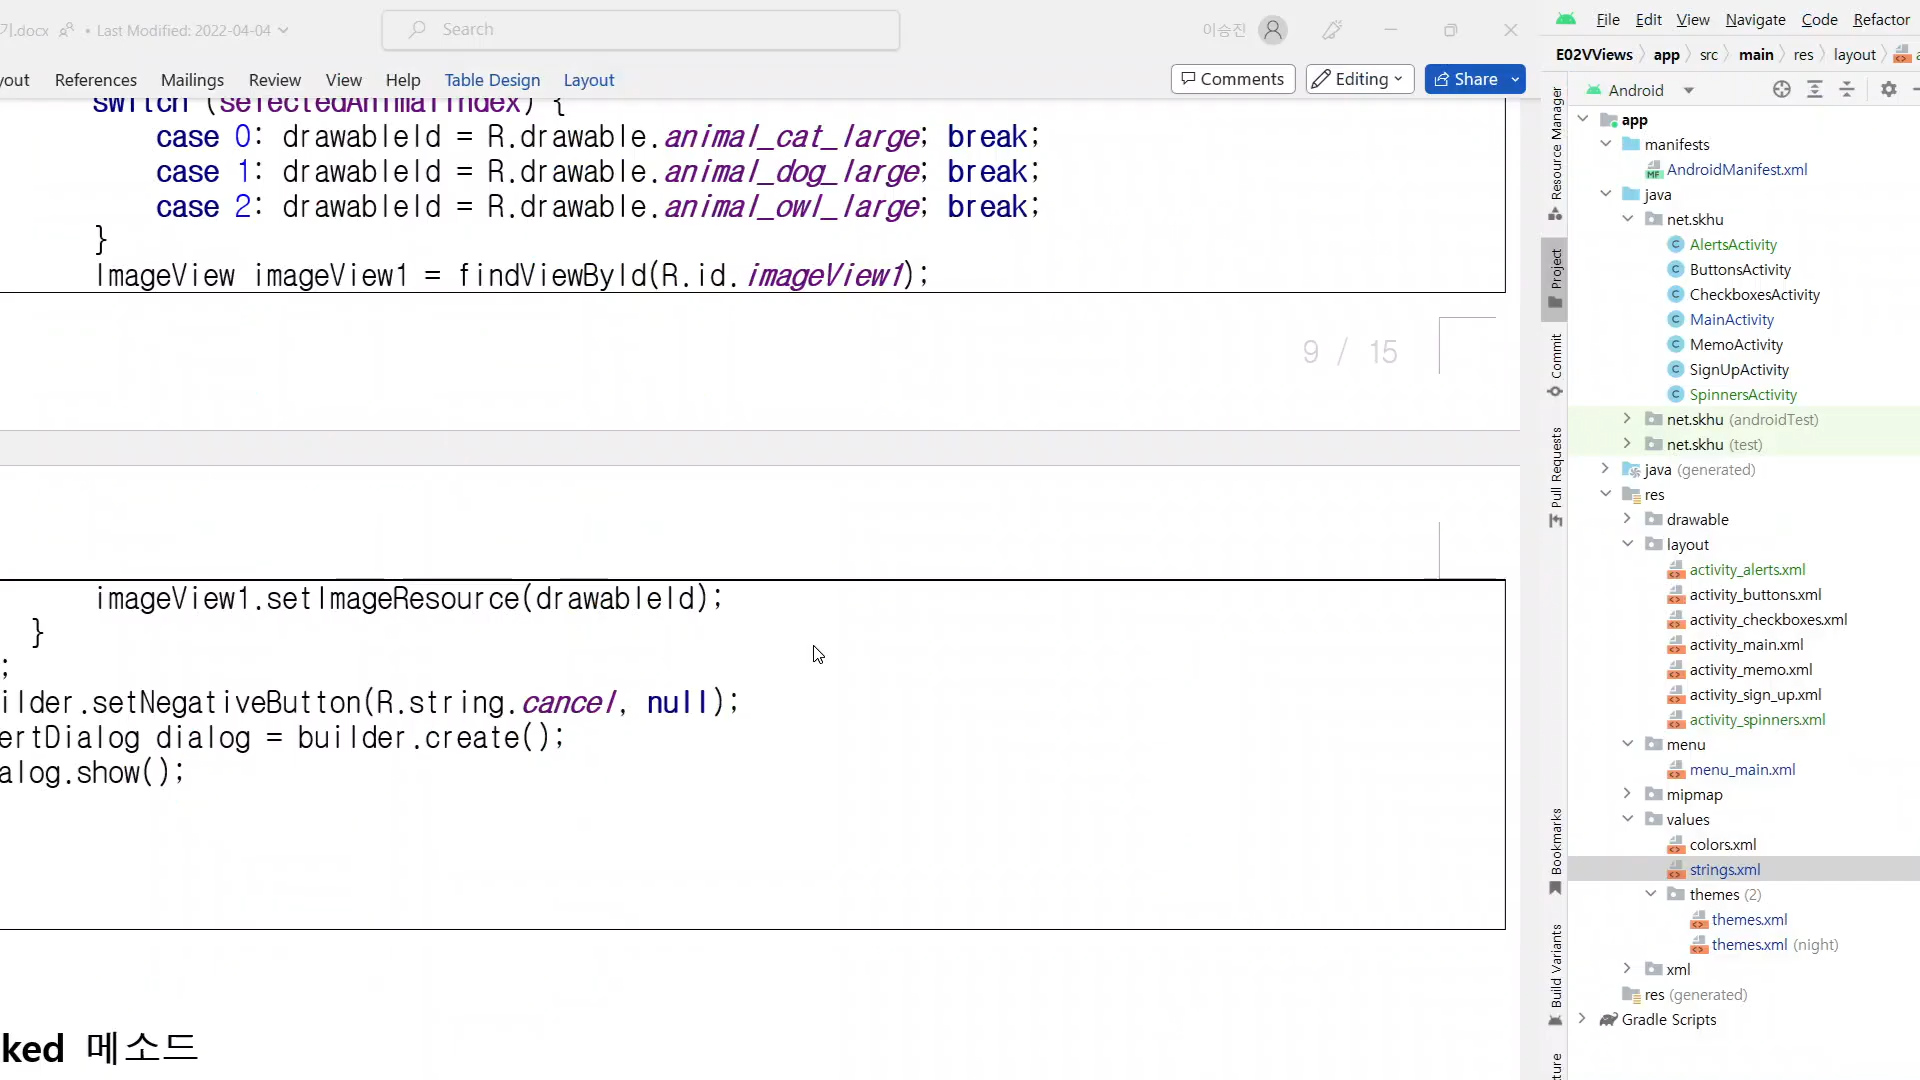 기.docx • Last Modified: 2022-04-04
Search
이승진
yout References Mailings Review View Help Table Design Layout
Comments Editing Share
switch (selectedAnimalIndex) {
case 0: drawableId = R.drawable.animal_cat_large; break;
case 1: drawableId = R.drawable.animal_dog_large; break;
case 2: drawableId = R.drawable.animal_owl_large; break;
}
ImageView imageView1 = findViewById(R.id.imageView1);
9 / 15
imageView1.setImageResource(drawableId);
}
;
ilder.setNegativeButton(R.string.cancel, null);
ertDialog dialog = builder.create();
alog.show();
ked 메소드
File Edit View Navigate Code Refactor
E02VViews app src main res layout a
Android
Resource Manager
Project
Commit
Pull Requests
Bookmarks
Build Variants
ture
app
manifests
AndroidManifest.xml
java
net.skhu
AlertsActivity
ButtonsActivity
CheckboxesActivity
MainActivity
MemoActivity
SignUpActivity
SpinnersActivity
net.skhu (androidTest)
net.skhu (test)
java (generated)
res
drawable
layout
activity_alerts.xml
activity_buttons.xml
activity_checkboxes.xml
activity_main.xml
activity_memo.xml
activity_sign_up.xml
activity_spinners.xml
menu
menu_main.xml
mipmap
values
colors.xml
strings.xml
themes (2)
themes.xml
themes.xml (night)
xml
res (generated)
Gradle Scripts